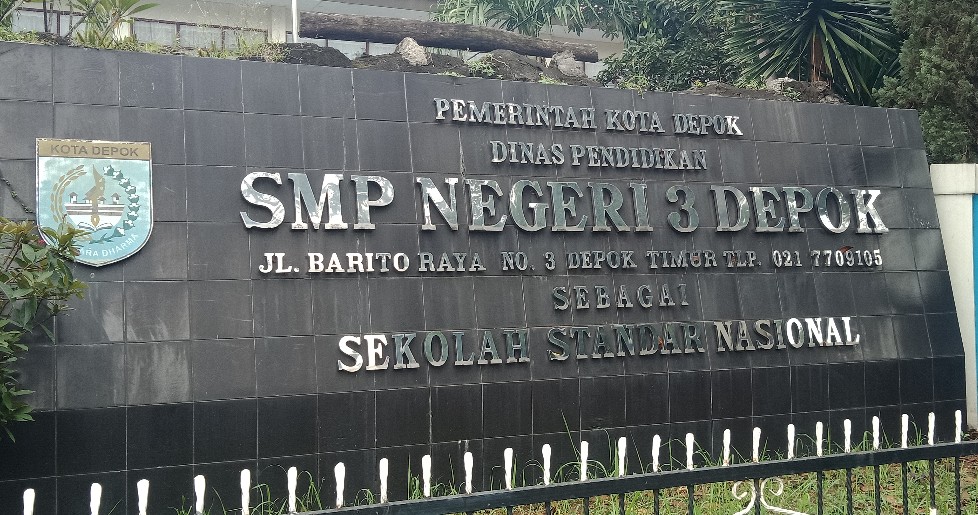 KOTA DEPOK
PEMERINTAH KOTA DEPOK
DINAS PENDIDIKAN
SMP NEGERI 3 DEPOK
JL. BARITO RAYA NO. 3 DEPOK TIMUR TLP. 021 7709105
SEBAGAI
SEKOLAH STANDAR NASIONAL
DHARMA